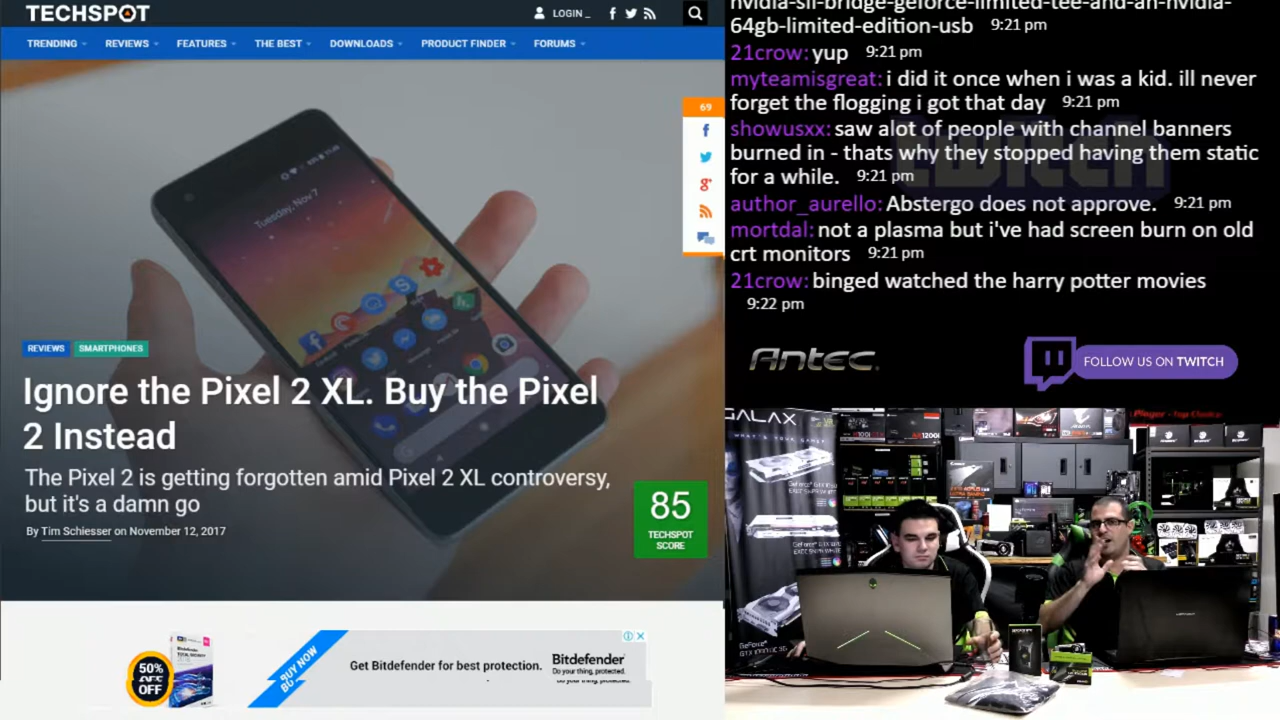 TECHSPOT
LOGIN _
TRENDING
REVIEWS
FEATURES
THE BEST
DOWNLOADS
PRODUCT FINDER
FORUMS
69
Tuesday, Nov 7
REVIEWS
SMARTPHONES
Ignore the Pixel 2 XL. Buy the Pixel
2 Instead
The Pixel 2 is getting forgotten amid Pixel 2 XL controversy,
but it's a damn go
By Tim Schiesser on November 12, 2017
85
TECHSPOT
SCORE
50%
OFF
BUY NOW
Get Bitdefender for best protection.
Bitdefender
Do your thing, protected.
nvidia-sli-bridge-geforce-limited-tee-and-an-nvidia-
64gb-limited-edition-usb 9:21 pm
21crow: yup 9:21 pm
myteamisgreat: i did it once when i was a kid. ill never
forget the flogging i got that day 9:21 pm
showusxx: saw alot of people with channel banners
burned in - thats why they stopped having them static
for a while. 9:21 pm
author_aurello: Abstergo does not approve. 9:21 pm
mortdal: not a plasma but i've had screen burn on old
crt monitors 9:21 pm
21crow: binged watched the harry potter movies
9:22 pm
twitch
Antec
FOLLOW US ON TWITCH
GALAX
WHAT'S YOUR GAME?